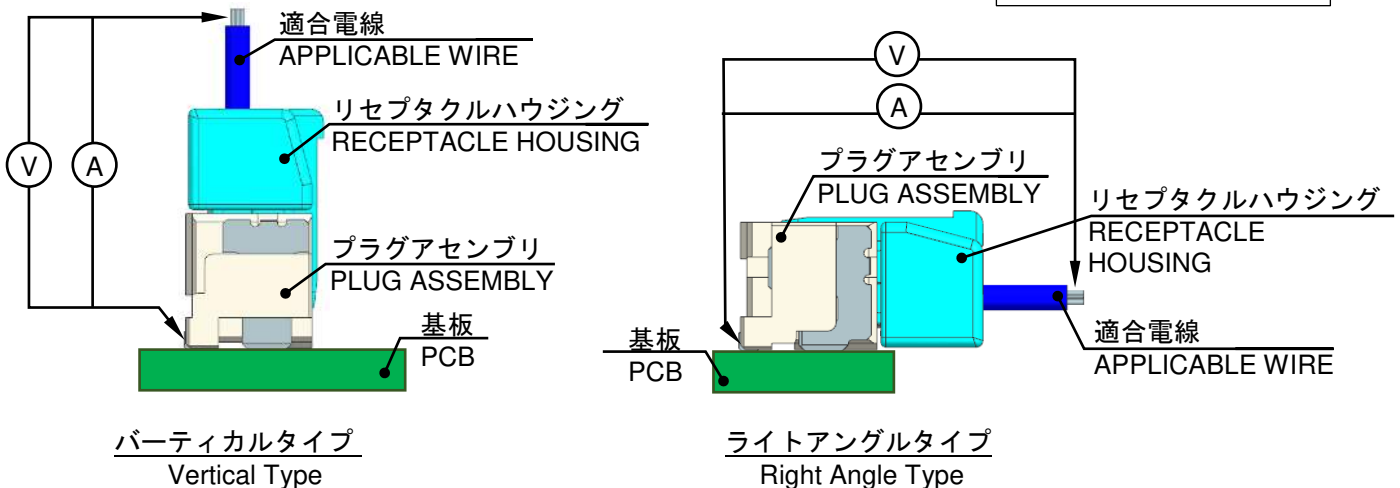 適合電線
APPLICABLE WIRE
リセプタクルハウジング
RECEPTACLE HOUSING
V
A
プラグアセンブリ
PLUG ASSEMBLY
基板
PCB
バーティカルタイプ
Vertical Type
V
A
プラグアセンブリ
PLUG ASSEMBLY
リセプタクルハウジング
RECEPTACLE
HOUSING
基板
PCB
適合電線
APPLICABLE WIRE
ライトアングルタイプ
Right Angle Type